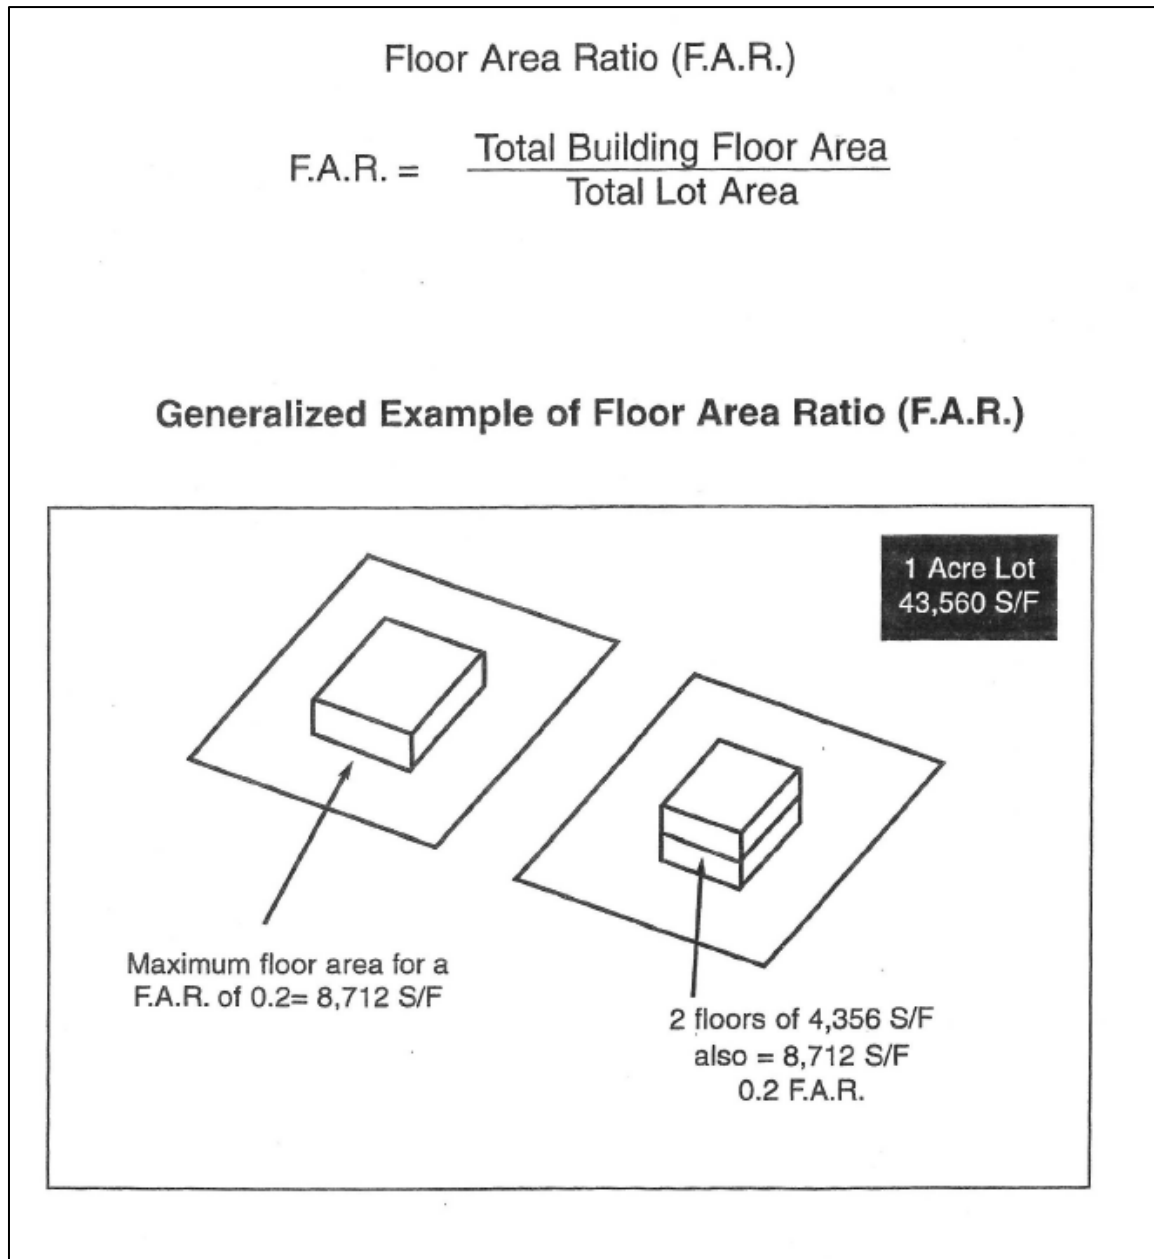 Floor Area Ratio (F.A.R.)
F.A.R. = Total Building Floor Area
Total Lot Area
Generalized Example of Floor Area Ratio (F.A.R.)
1 Acre Lot
43,560 S/F
Maximum floor area for a
F.A.R. of 0.2= 8,712 S/F
2 floors of 4,356 S/F
also = 8,712 S/F
0.2 F.A.R.